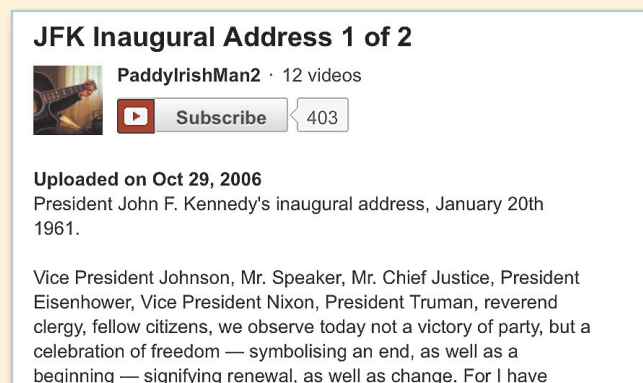 JFK Inaugural Address 1 of 2
PaddyIrishMan2 · 12 videos
Subscribe 403
Uploaded on Oct 29, 2006
President John F. Kennedy's inaugural address, January 20th
1961.
Vice President Johnson, Mr. Speaker, Mr. Chief Justice, President
Eisenhower, Vice President Nixon, President Truman, reverend
clergy, fellow citizens, we observe today not a victory of party, but a
celebration of freedom — symbolising an end, as well as a
beginning — signifying renewal, as well as change. For I have